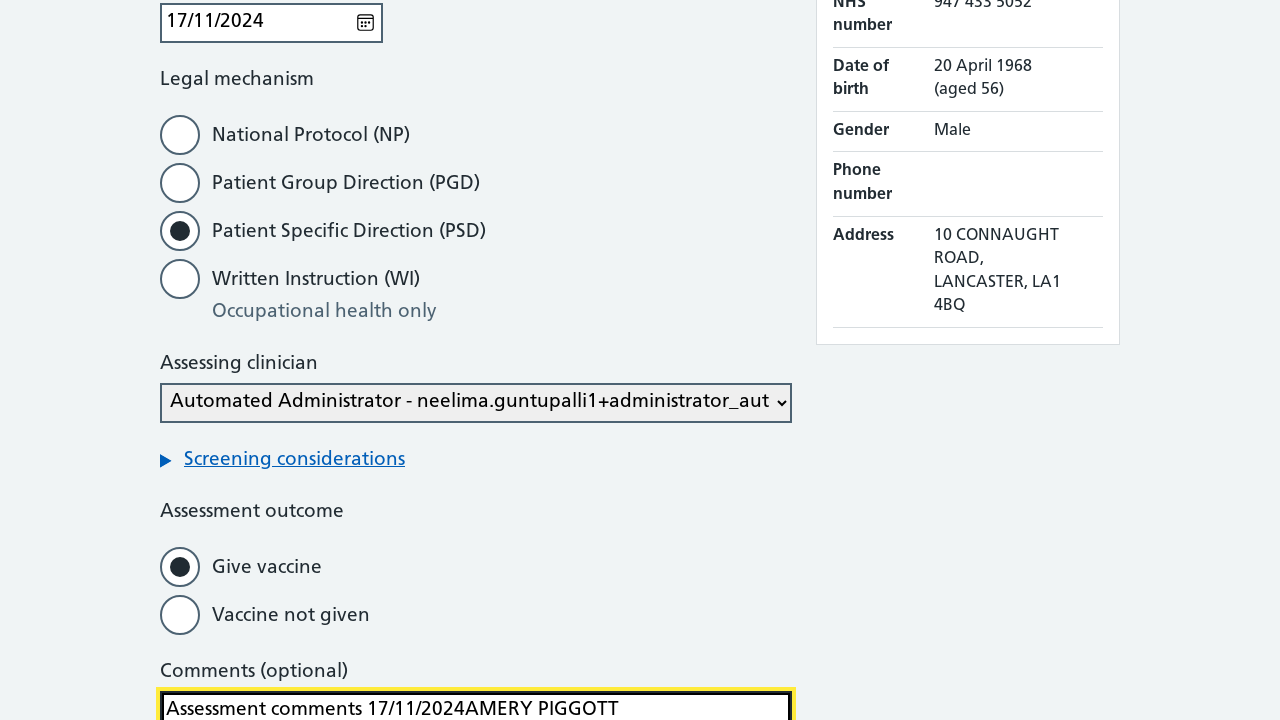 17/11/2024
Legal mechanism
National Protocol (NP)
Patient Group Direction (PGD)
Patient Specific Direction (PSD)
Written Instruction (WI)
Occupational health only
Assessing clinician
Automated Administrator - neelima.guntupalli1+administrator_aut
Screening considerations
Assessment outcome
Give vaccine
Vaccine not given
Comments (optional)
Assessment comments 17/11/2024AMERY PIGGOTT
NHS number
947 433 5052
Date of birth
20 April 1968
(aged 56)
Gender
Male
Phone number
Address
10 CONNAUGHT
ROAD,
LANCASTER, LA1
4BQ